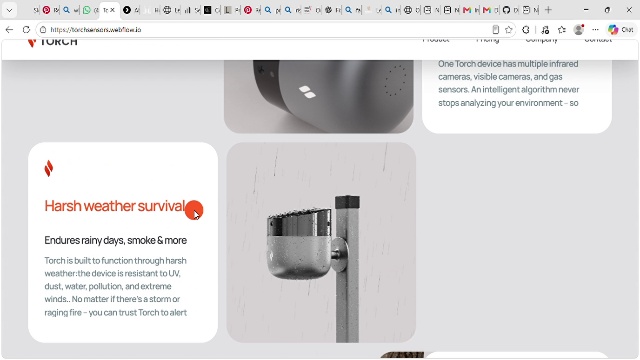 https://torchsensors.webflow.io
TORCH
Product Pricing Company Contact
One Torch device has multiple infrared
cameras, visible cameras, and gas
sensors. An intelligent algorithm never
stops analyzing your environment – so
Harsh weather survival
Endures rainy days, smoke & more
Torch is built to function through harsh
weather:the device is resistant to UV,
dust, water, pollution, and extreme
winds.. No matter if there's a storm or
raging fire – you can trust Torch to alert